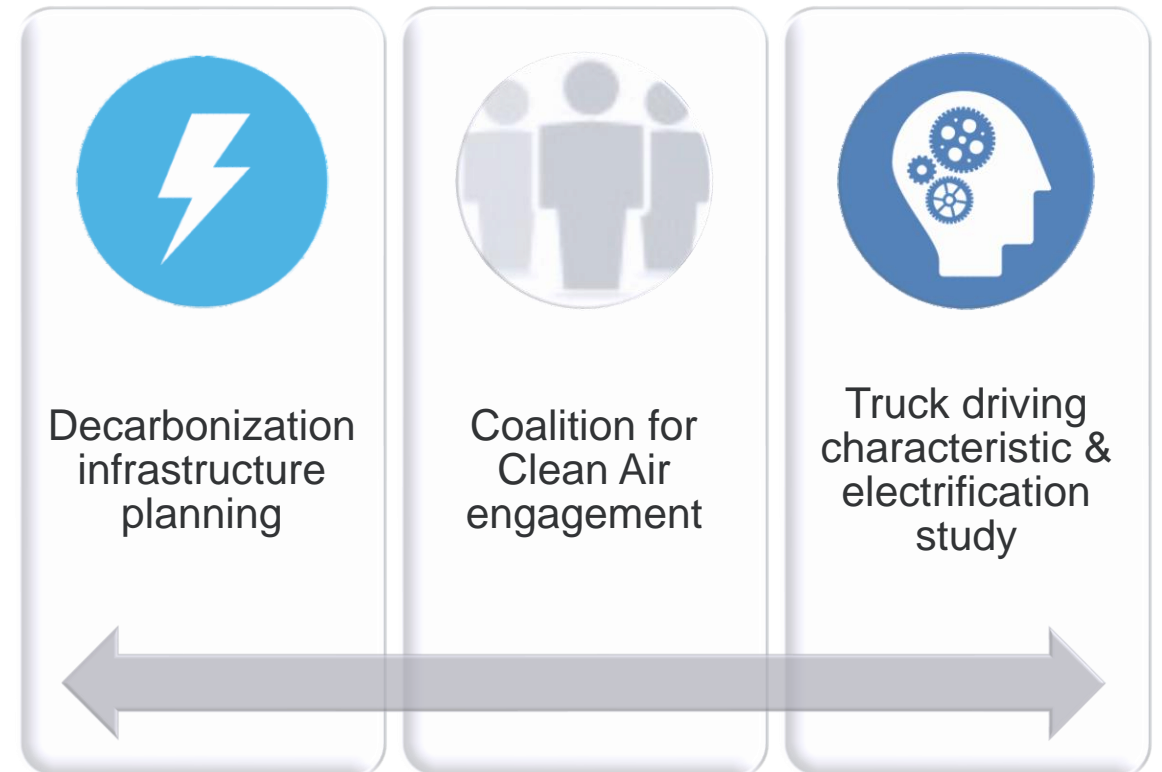 Decarbonization
infrastructure
planning
Coalition for
Clean Air
engagement
Truck driving
characteristic &
electrification
study